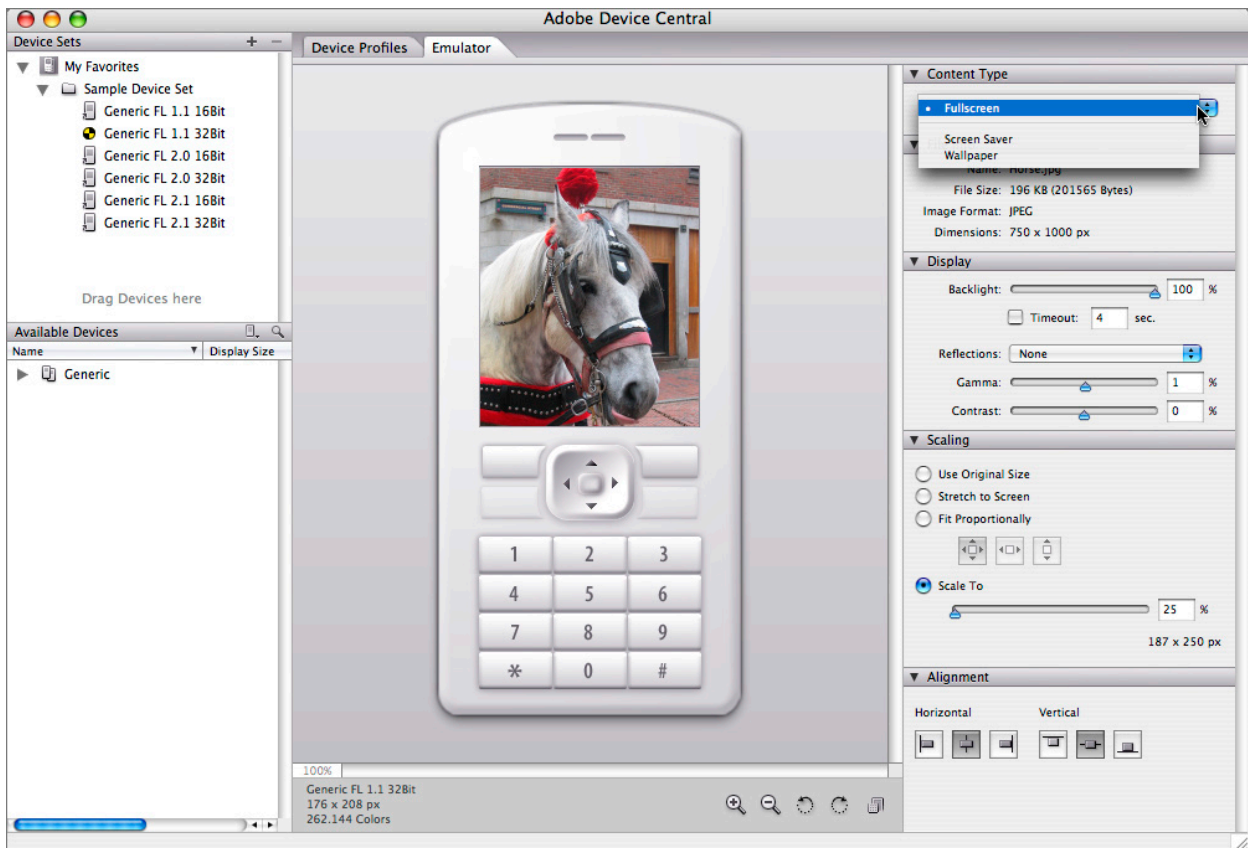 Adobe Device Central
Device Sets + −
My Favorites
Sample Device Set
Generic FL 1.1 16Bit
Generic FL 1.1 32Bit
Generic FL 2.0 16Bit
Generic FL 2.0 32Bit
Generic FL 2.1 16Bit
Generic FL 2.1 32Bit
Drag Devices here
Available Devices
Name Display Size
Generic
Device Profiles Emulator
1 2 3
4 5 6
7 8 9
* 0 #
100%
Generic FL 1.1 32Bit
176 x 208 px
262.144 Colors
Content Type
• Fullscreen
Screen Saver
Wallpaper
Name: Horse.jpg
File Size: 196 KB (201565 Bytes)
Image Format: JPEG
Dimensions: 750 x 1000 px
Display
Backlight: 100 %
Timeout: 4 sec.
Reflections: None
Gamma: 1 %
Contrast: 0 %
Scaling
Use Original Size
Stretch to Screen
Fit Proportionally
Scale To
25 %
187 x 250 px
Alignment
Horizontal Vertical